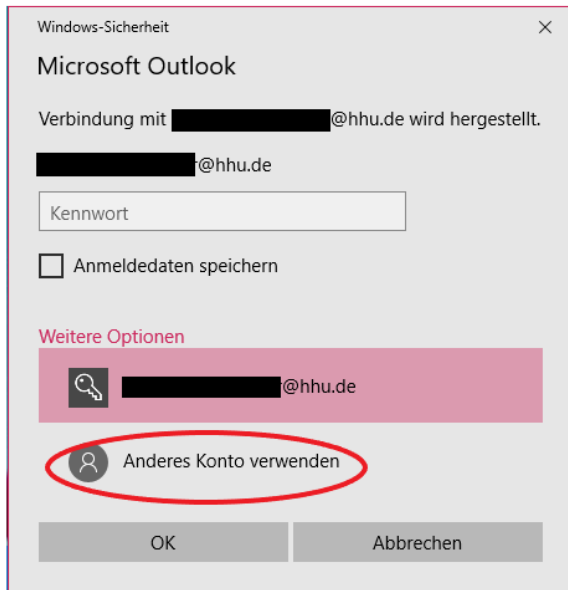 Windows-Sicherheit
Microsoft Outlook
Verbindung mit @hhu.de wird hergestellt.
@hhu.de
Kennwort
Anmeldedaten speichern
Weitere Optionen
@hhu.de
Anderes Konto verwenden
OK Abbrechen